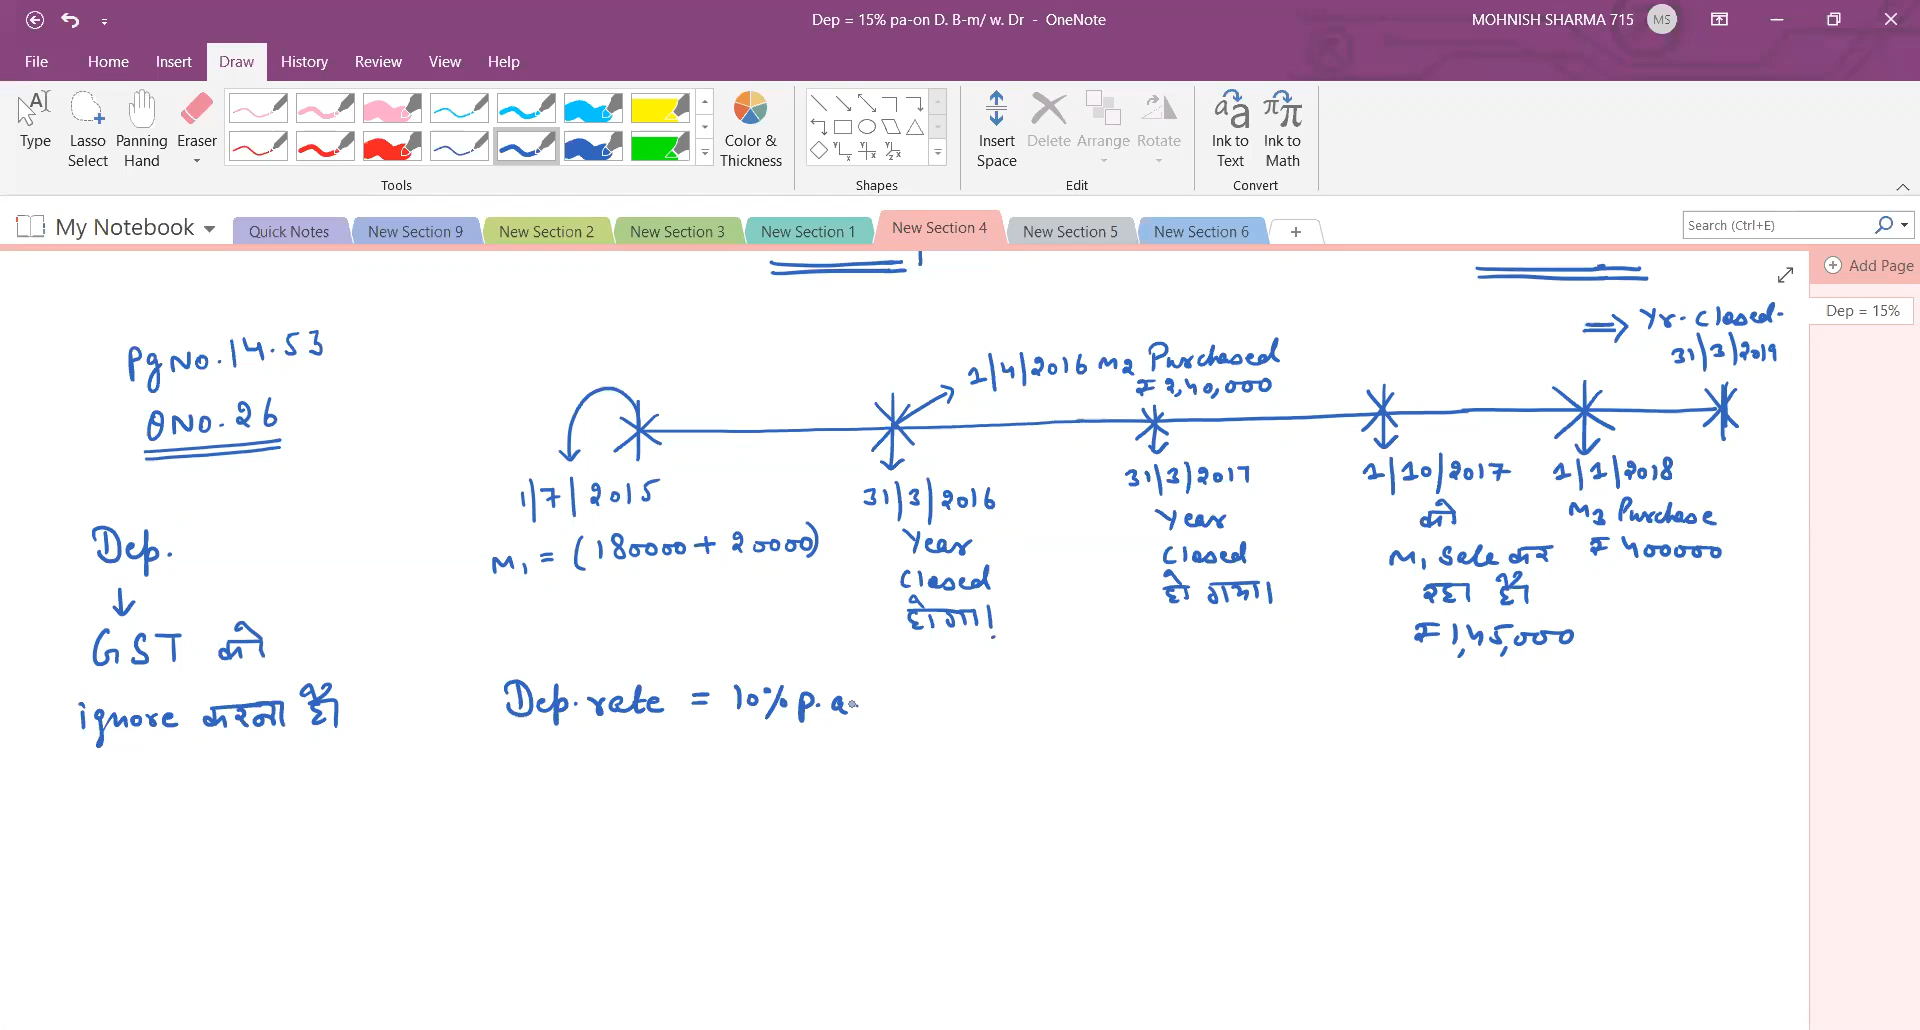 Dep = 15% pa-on D. B-m/ w. Dr - OneNote
MOHNISH SHARMA 715
MS
File Home Insert Draw History Review View Help
Type
Lasso Select
Panning Hand
Eraser
Color & Thickness
Insert Space
Delete
Arrange
Rotate
Ink to Text
Ink to Math
Tools
Shapes
Edit
Convert
My Notebook
Quick Notes
New Section 9
New Section 2
New Section 3
New Section 1
New Section 4
New Section 5
New Section 6
Search (Ctrl+E)
Add Page
Dep = 15%
Pg No. 14.53
Q No. 26
Dep.
GST को
ignore करना है
1/7/2015
M1 = (180000 + 20000)
31/3/2016
Year
Closed
होगा।
1/4/2016 M2 Purchased
₹ 2,40,000
31/3/2017
Year
Closed
हो गया।
1/10/2017
को
M1 Sale कर
रहा है
₹ 1,45,000
1/1/2018
M3 Purchase
₹ 400000
⇒ Yr. Closed.
31/3/2019
Dep. rate = 10% p.a.